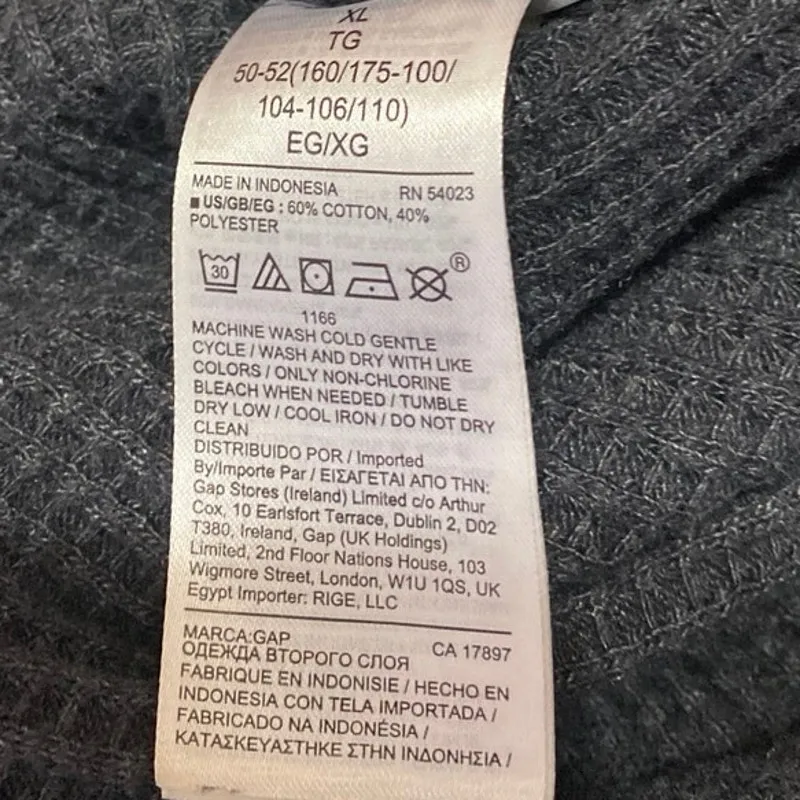 XL
TG
50-52(160/175-100/
104-106/110)
EG/XG
MADE IN INDONESIA RN 54023
■ US/GB/EG : 60% COTTON, 40%
POLYESTER
30 ®
1166
MACHINE WASH COLD GENTLE
CYCLE / WASH AND DRY WITH LIKE
COLORS / ONLY NON-CHLORINE
BLEACH WHEN NEEDED / TUMBLE
DRY LOW / COOL IRON / DO NOT DRY
CLEAN
DISTRIBUIDO POR / Imported
By/Importe Par / ΕΙΣΑΓΕΤΑΙ ΑΠΟ ΤΗΝ:
Gap Stores (Ireland) Limited c/o Arthur
Cox, 10 Earlsfort Terrace, Dublin 2, D02
T380, Ireland, Gap (UK Holdings)
Limited, 2nd Floor Nations House, 103
Wigmore Street, London, W1U 1QS, UK
Egypt Importer: RIGE, LLC
MARCA:GAP CA 17897
ОДЕЖДА ВТОРОГО СЛОЯ
FABRIQUE EN INDONISIE / HECHO EN
INDONESIA CON TELA IMPORTADA /
FABRICADO NA INDONÉSIA /
ΚΑΤΑΣΚΕΥΑΣΤΗΚΕ ΣΤΗΝ ΙΝΔΟΝΗΣΙΑ /